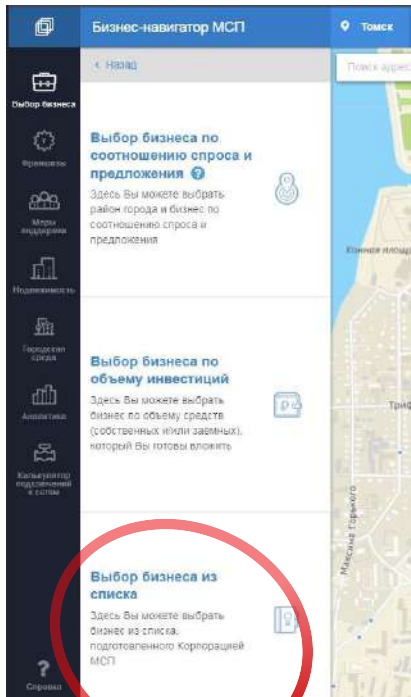 Бизнес-навигатор МСП
Томск
< Назад
Поиск адрес
Выбор бизнеса
Франшизы
Меры
поддержки
Недвижимость
Городская
среда
Аналитика
Калькулятор
подключений
к сетям
?
Справка
Выбор бизнеса по
соотношению спроса и
предложения ?
Здесь Вы можете выбрать
район города и бизнес по
соотношению спроса и
предложения
Выбор бизнеса по
объему инвестиций
Здесь Вы можете выбрать
бизнес по объему средств
(собственных и/или заемных),
который Вы готовы вложить
Выбор бизнеса из
списка
Здесь Вы можете выбрать
бизнес из списка,
подготовленного Корпорацией
МСП
Конная площ
Триф
Максима Горького